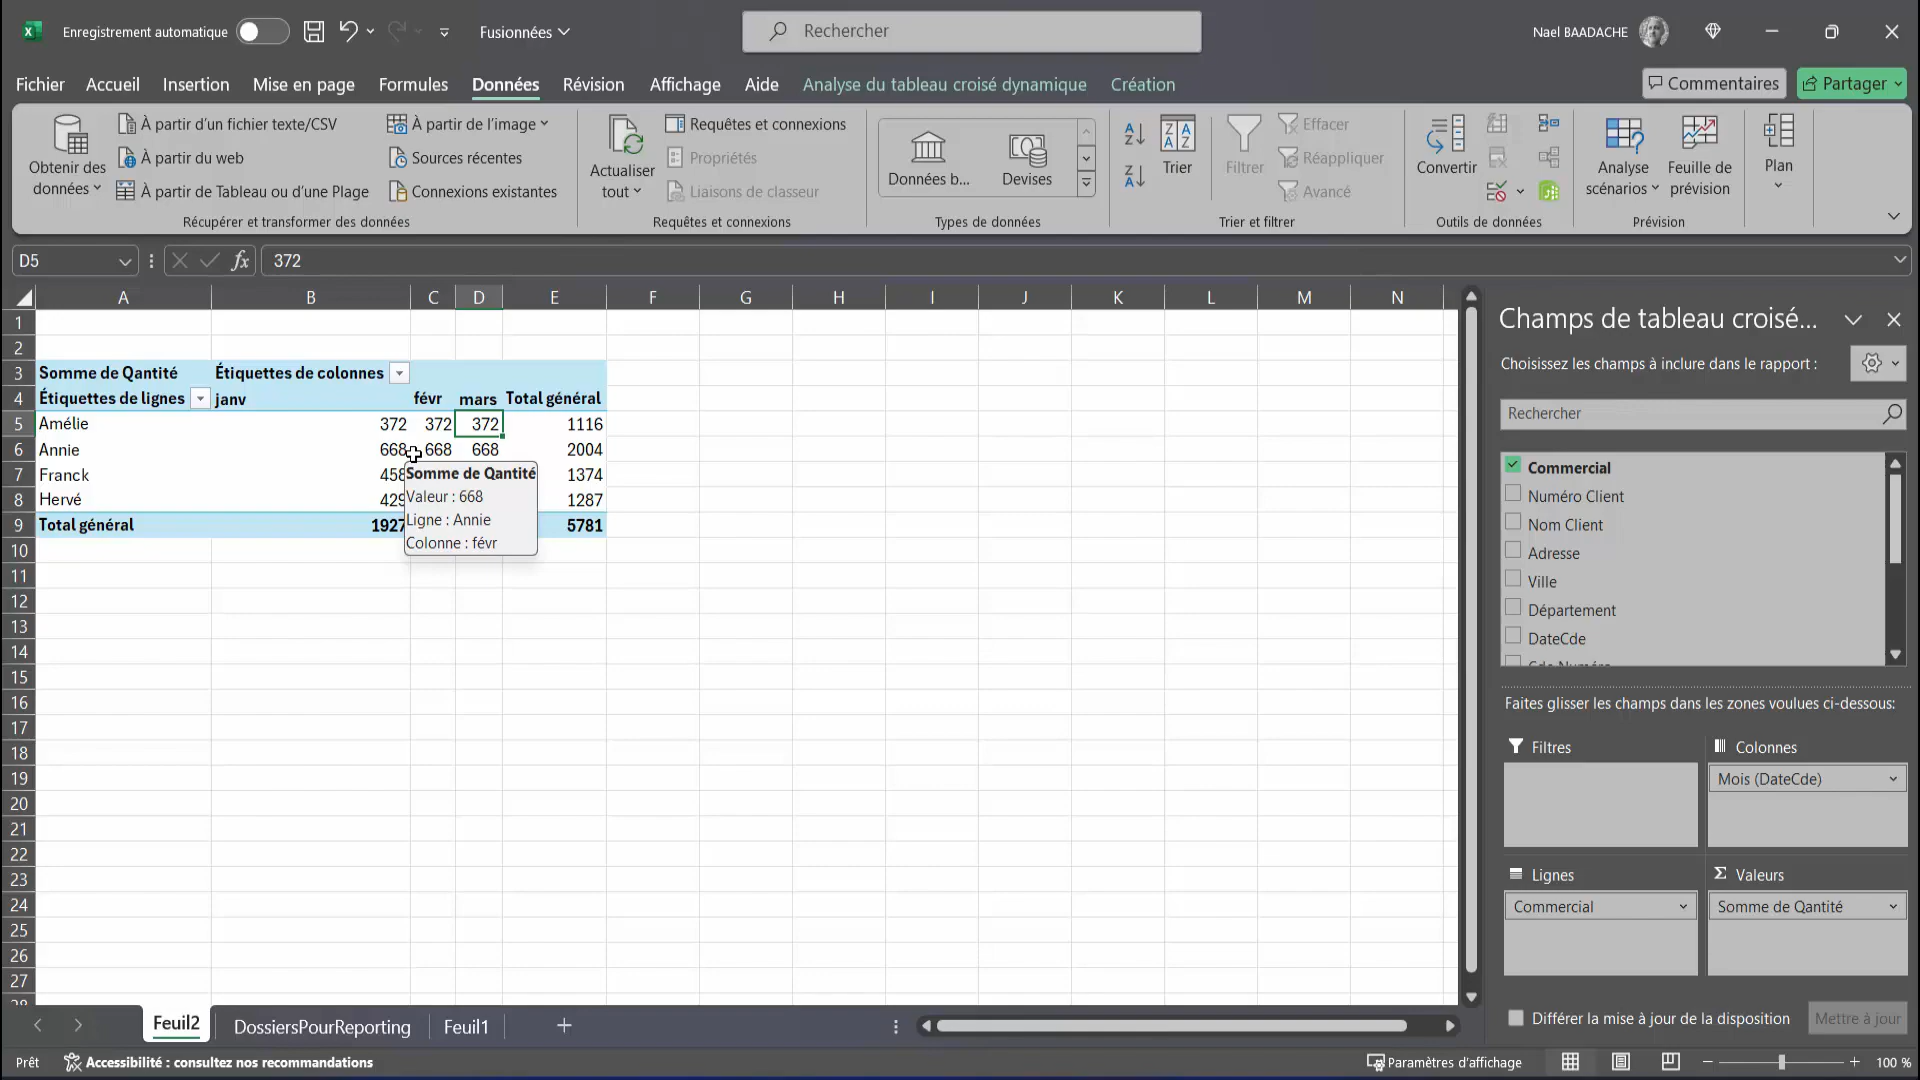 Enregistrement automatique
Fusionnées
Rechercher
Nael BAADACHE
Fichier Accueil Insertion Mise en page Formules Données Révision Affichage Aide Analyse du tableau croisé dynamique Création
Commentaires
Partager
Obtenir des données
À partir d'un fichier texte/CSV
À partir du web
À partir de Tableau ou d'une Plage
À partir de l'image
Sources récentes
Connexions existantes
Récupérer et transformer des données
Actualiser tout
Requêtes et connexions
Propriétés
Liaisons de classeur
Requêtes et connexions
Données b...
Devises
Types de données
Trier
Filtrer
Effacer
Réappliquer
Avancé
Trier et filtrer
Convertir
Outils de données
Analyse scénarios
Feuille de prévision
Prévision
Plan
D5
fx
372
A B C D E F G H I J K L M N
1
2
3 Somme de Qantité Étiquettes de colonnes
4 Étiquettes de lignes janv févr mars Total général
5 Amélie 372 372 372 1116
6 Annie 668 668 668 2004
7 Franck 458 1374
8 Hervé 429 1287
9 Total général 1927 5781
Somme de Qantité
Valeur : 668
Ligne : Annie
Colonne : févr
10
11
12
13
14
15
16
17
18
19
20
21
22
23
24
25
26
27
Champs de tableau croisé...
Choisissez les champs à inclure dans le rapport :
Rechercher
Commercial
Numéro Client
Nom Client
Adresse
Ville
Département
DateCde
Faites glisser les champs dans les zones voulues ci-dessous:
Filtres
Colonnes
Mois (DateCde)
Lignes
Commercial
Σ Valeurs
Somme de Qantité
Différer la mise à jour de la disposition
Mettre à jour
Feuil2 DossiersPourReporting Feuil1
Prêt
Accessibilité : consultez nos recommandations
Paramètres d'affichage
100 %